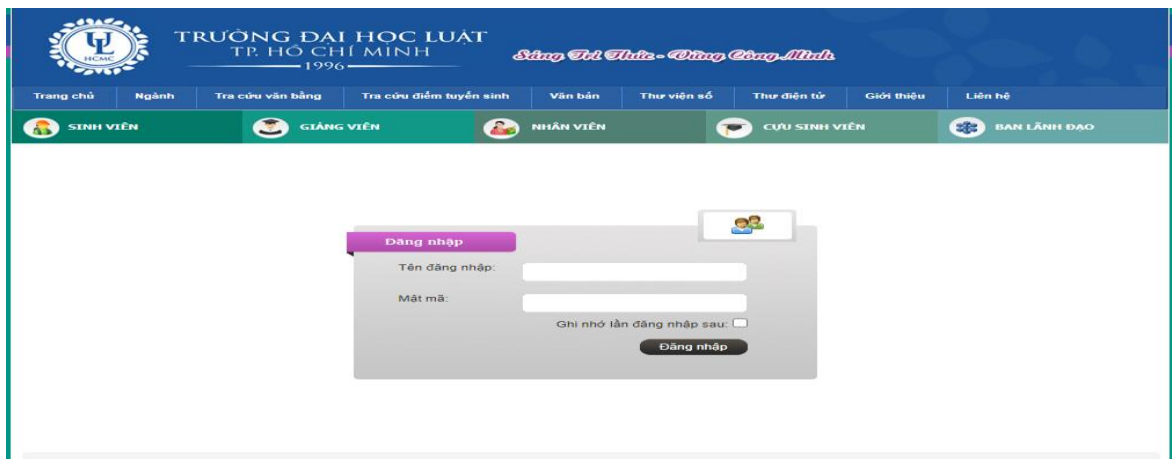 UL
HCMC
TRƯỜNG ĐẠI HỌC LUẬT
TP. HỒ CHÍ MINH
1996
Sáng Trí Thức - Vững Công Minh
Trang chủ Ngành Tra cứu văn bằng Tra cứu điểm tuyển sinh Văn bản Thư viện số Thư điện tử Giới thiệu Liên hệ
SINH VIÊN GIẢNG VIÊN NHÂN VIÊN CỰU SINH VIÊN BAN LÃNH ĐẠO
Đăng nhập
Tên đăng nhập:
Mật mã:
Ghi nhớ lần đăng nhập sau:
Đăng nhập